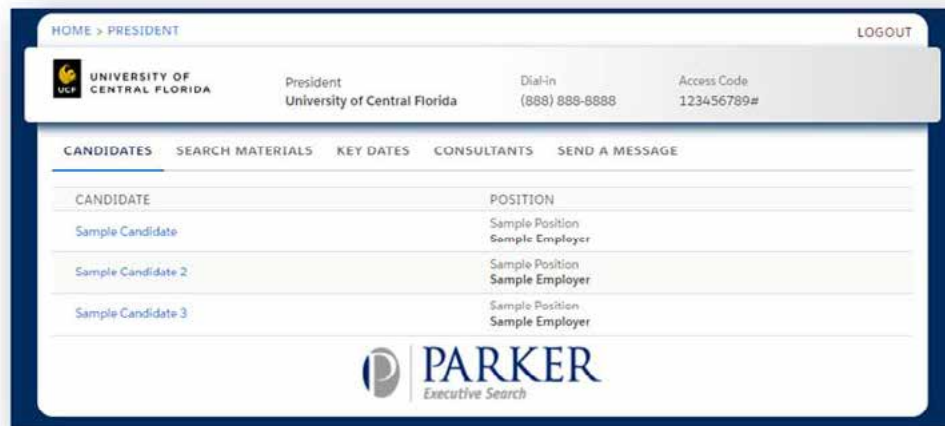 HOME > PRESIDENT
LOGOUT
UCF
UNIVERSITY OF
CENTRAL FLORIDA
President
University of Central Florida
Dial-in
(888) 888-8888
Access Code
123456789#
CANDIDATES SEARCH MATERIALS KEY DATES CONSULTANTS SEND A MESSAGE
CANDIDATE POSITION
Sample Candidate
Sample Position
Sample Employer
Sample Candidate 2
Sample Position
Sample Employer
Sample Candidate 3
Sample Position
Sample Employer
P
PARKER
Executive Search